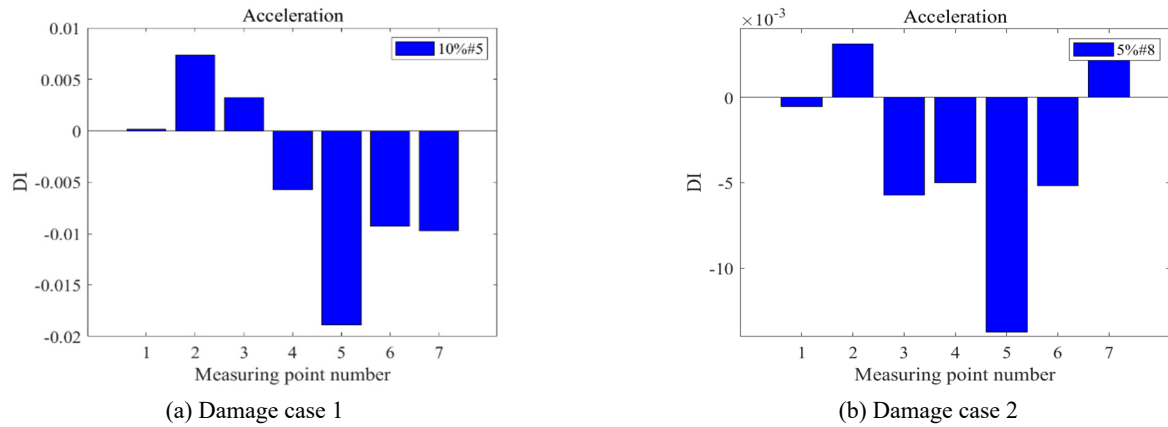 Acceleration
0.01
0.005
0
-0.005
-0.01
-0.015
-0.02
DI
10%#5
1 2 3 4 5 6 7
Measuring point number
(a) Damage case 1
×10⁻³
Acceleration
0
-5
-10
DI
5%#8
1 2 3 4 5 6 7
Measuring point number
(b) Damage case 2